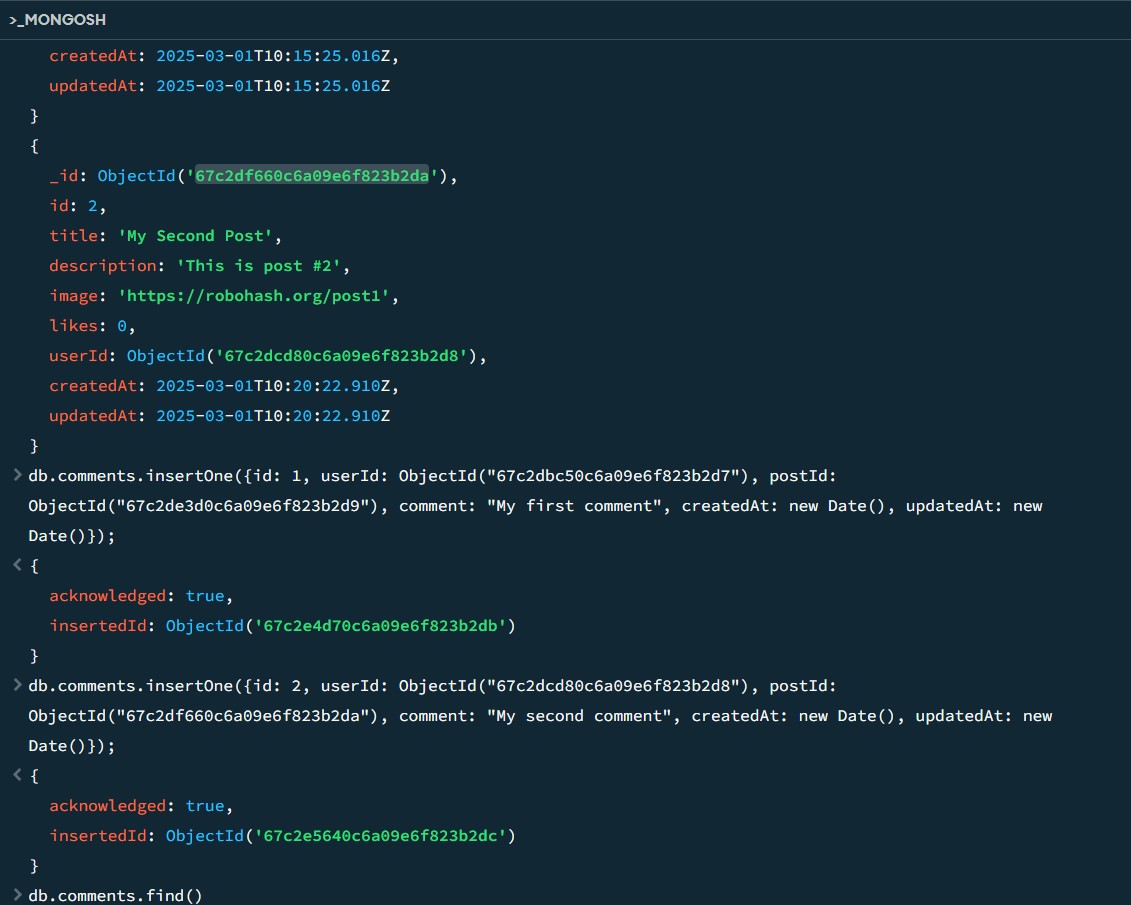 >_MONGOSH
createdAt: 2025-03-01T10:15:25.016Z,
updatedAt: 2025-03-01T10:15:25.016Z
}
{
_id: ObjectId('67c2df660c6a09e6f823b2da'),
id: 2,
title: 'My Second Post',
description: 'This is post #2',
image: 'https://robohash.org/post1',
likes: 0,
userId: ObjectId('67c2dcd80c6a09e6f823b2d8'),
createdAt: 2025-03-01T10:20:22.910Z,
updatedAt: 2025-03-01T10:20:22.910Z
}
> db.comments.insertOne({id: 1, userId: ObjectId("67c2dbc50c6a09e6f823b2d7"), postId:
ObjectId("67c2de3d0c6a09e6f823b2d9"), comment: "My first comment", createdAt: new Date(), updatedAt: new
Date()});
< {
acknowledged: true,
insertedId: ObjectId('67c2e4d70c6a09e6f823b2db')
}
> db.comments.insertOne({id: 2, userId: ObjectId("67c2dcd80c6a09e6f823b2d8"), postId:
ObjectId("67c2df660c6a09e6f823b2da"), comment: "My second comment", createdAt: new Date(), updatedAt: new
Date()});
< {
acknowledged: true,
insertedId: ObjectId('67c2e5640c6a09e6f823b2dc')
}
> db.comments.find()